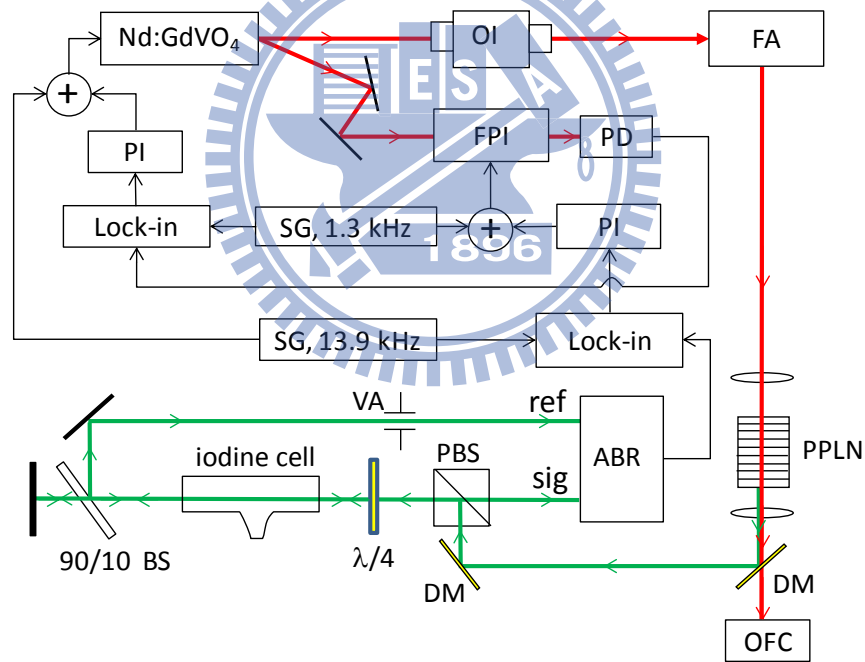 Nd:GdVO₄
OI
FA
E S A
FPI
PD
PI
Lock-in
SG, 1.3 kHz
PI
1896
SG, 13.9 kHz
Lock-in
VA
ref
iodine cell
PBS
sig
ABR
PPLN
90/10 BS
λ/4
DM
DM
OFC